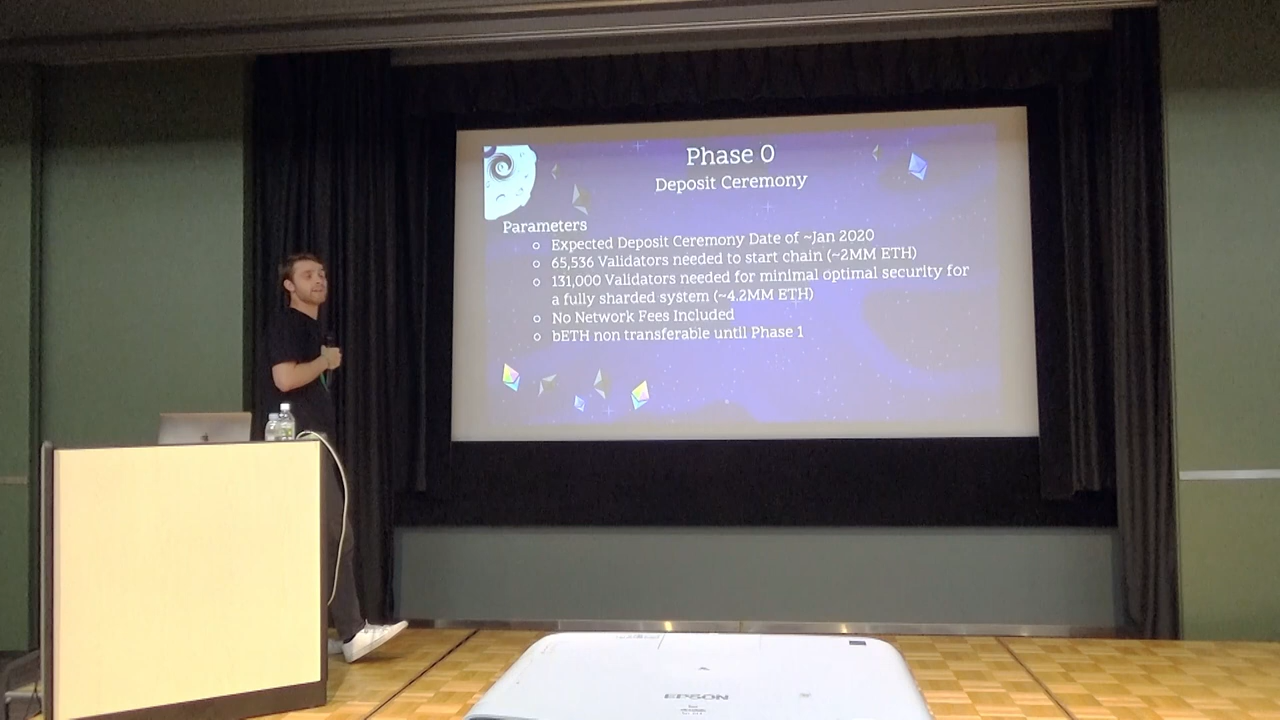 Phase 0
Deposit Ceremony
Parameters
Expected Deposit Ceremony Date of ~Jan 2020
65,536 Validators needed to start chain (~2MM ETH)
131,000 Validators needed for minimal optimal security for
a fully sharded system (~4.2MM ETH)
No Network Fees Included
bETH non transferable until Phase 1
EPSON